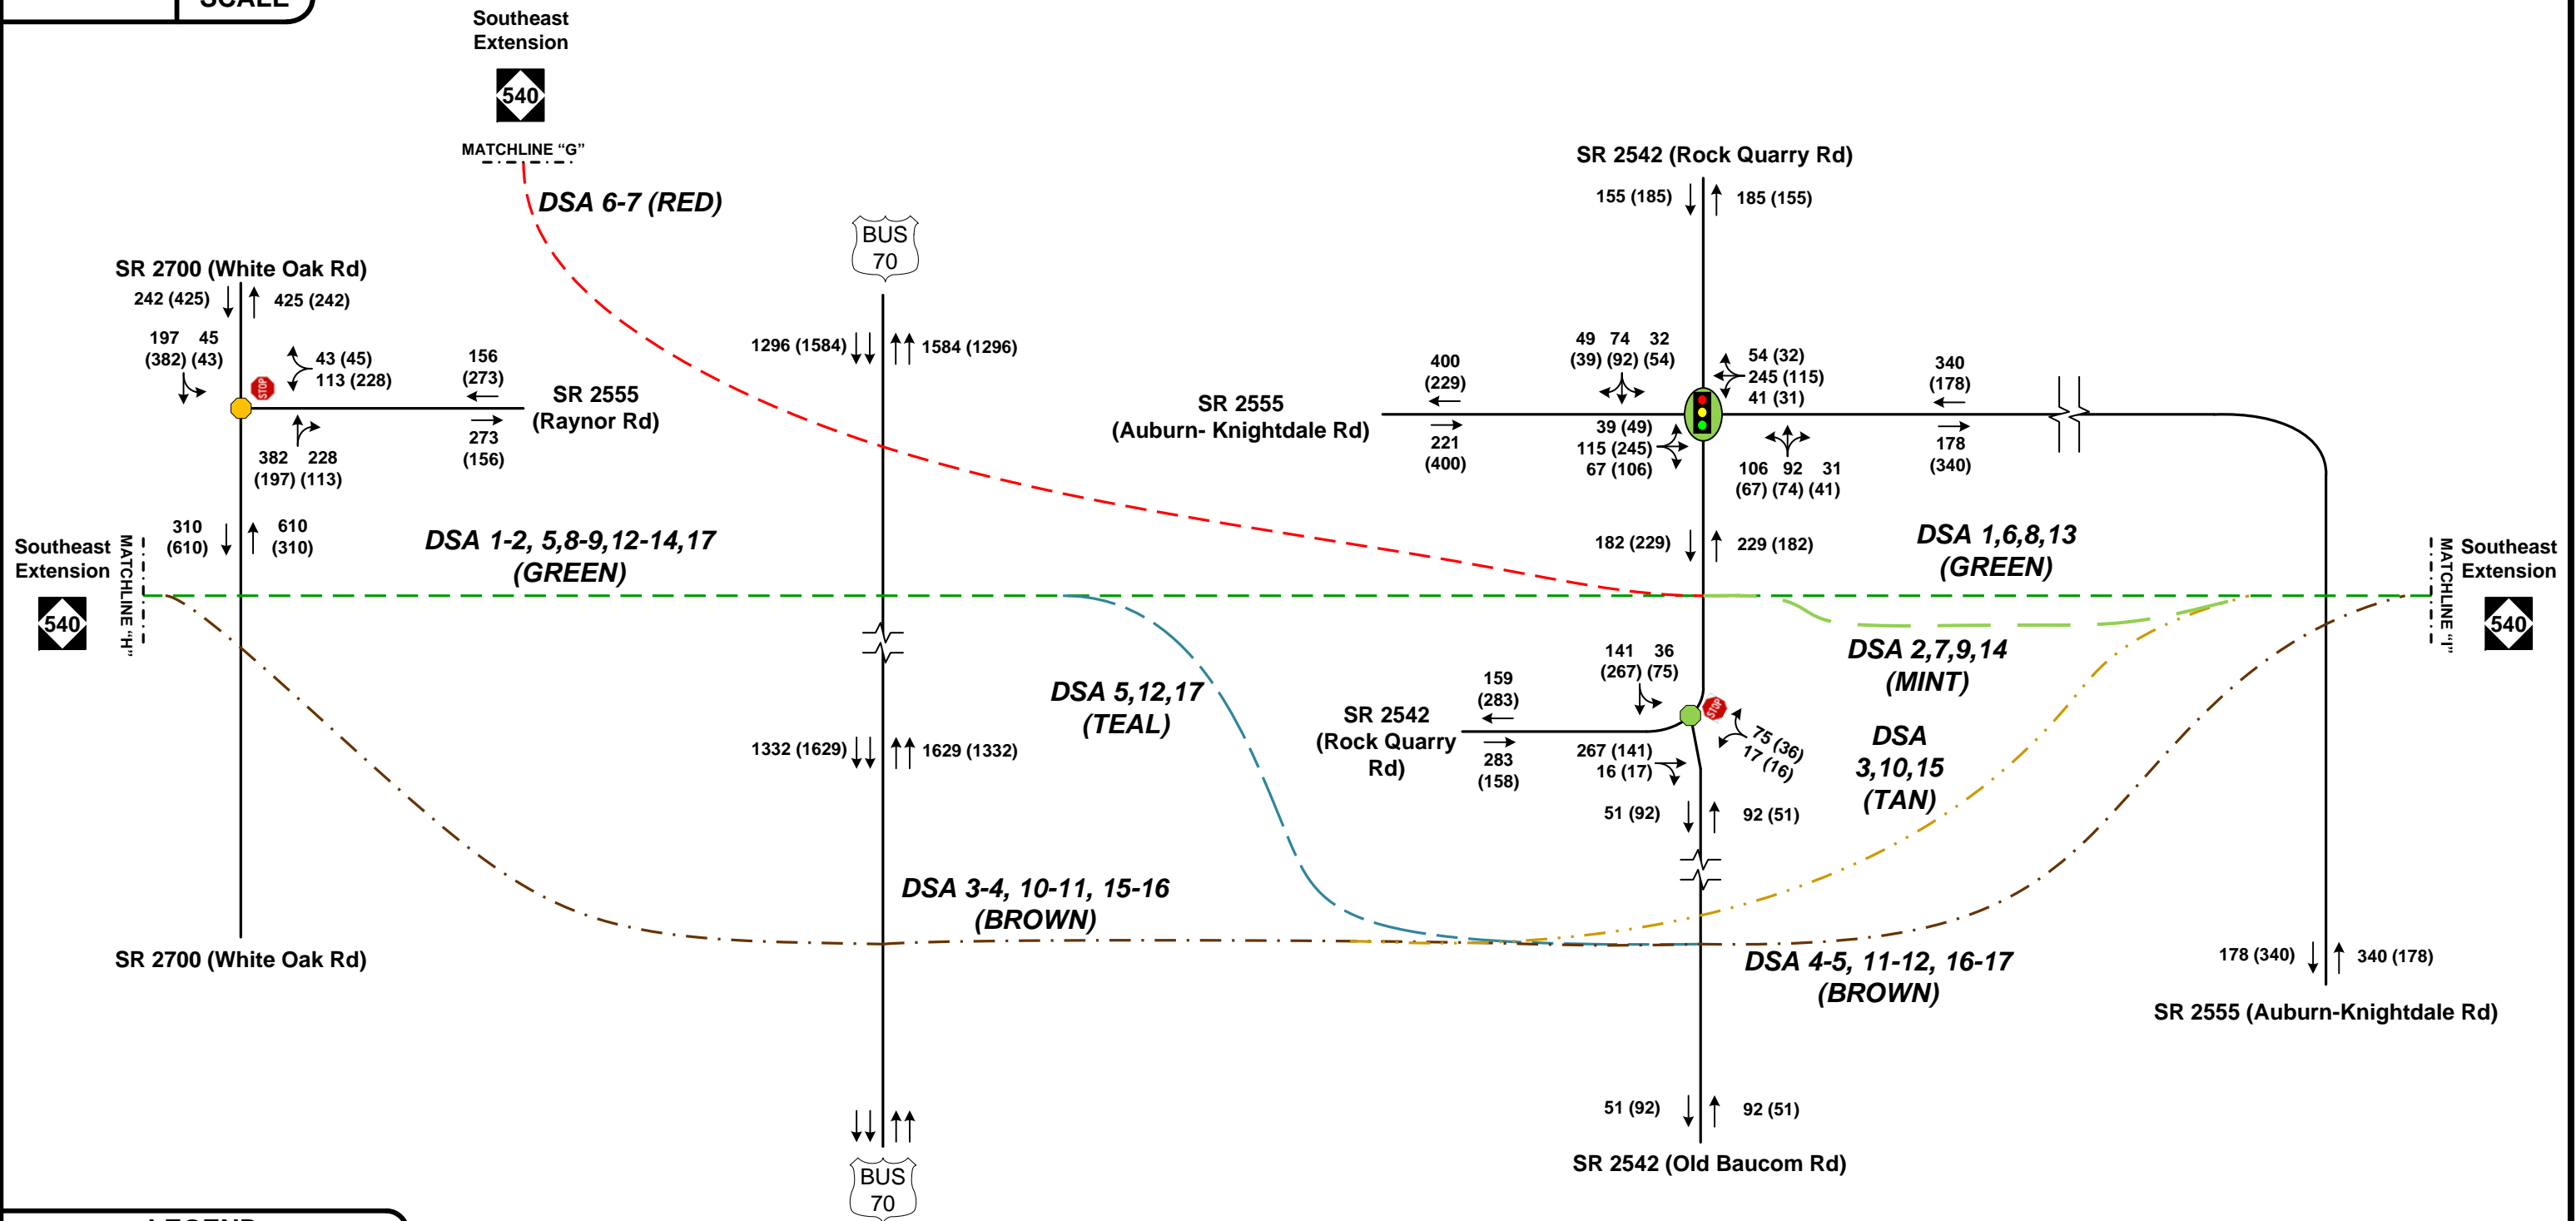 SCALE
Southeast
Extension
540
MATCHLINE “G”
DSA 6-7 (RED)
SR 2542 (Rock Quarry Rd)
155 (185)
185 (155)
BUS
70
SR 2700 (White Oak Rd)
242 (425)
425 (242)
197 45
(382) (43)
43 (45)
113 (228)
156
(273)
STOP
SR 2555
(Raynor Rd)
273
(156)
382 228
(197) (113)
1296 (1584)
1584 (1296)
49 74 32
(39) (92) (54)
54 (32)
245 (115)
41 (31)
400
(229)
340
(178)
SR 2555
(Auburn- Knightdale Rd)
221
(400)
39 (49)
115 (245)
67 (106)
106 92 31
(67) (74) (41)
178
(340)
310
(610)
610
(310)
Southeast
Extension
540
MATCHLINE “H”
DSA 1-2, 5,8-9,12-14,17
(GREEN)
182 (229)
229 (182)
DSA 1,6,8,13
(GREEN)
MATCHLINE “I”
Southeast
Extension
540
DSA 2,7,9,14
(MINT)
141 36
(267) (75)
159
(283)
DSA 5,12,17
(TEAL)
SR 2542
(Rock Quarry
Rd)
STOP
283
(158)
267 (141)
16 (17)
75 (36)
17 (16)
DSA
3,10,15
(TAN)
1332 (1629)
1629 (1332)
51 (92)
92 (51)
DSA 3-4, 10-11, 15-16
(BROWN)
SR 2700 (White Oak Rd)
DSA 4-5, 11-12, 16-17
(BROWN)
178 (340)
340 (178)
SR 2555 (Auburn-Knightdale Rd)
51 (92)
92 (51)
SR 2542 (Old Baucom Rd)
BUS
70
LEGEND